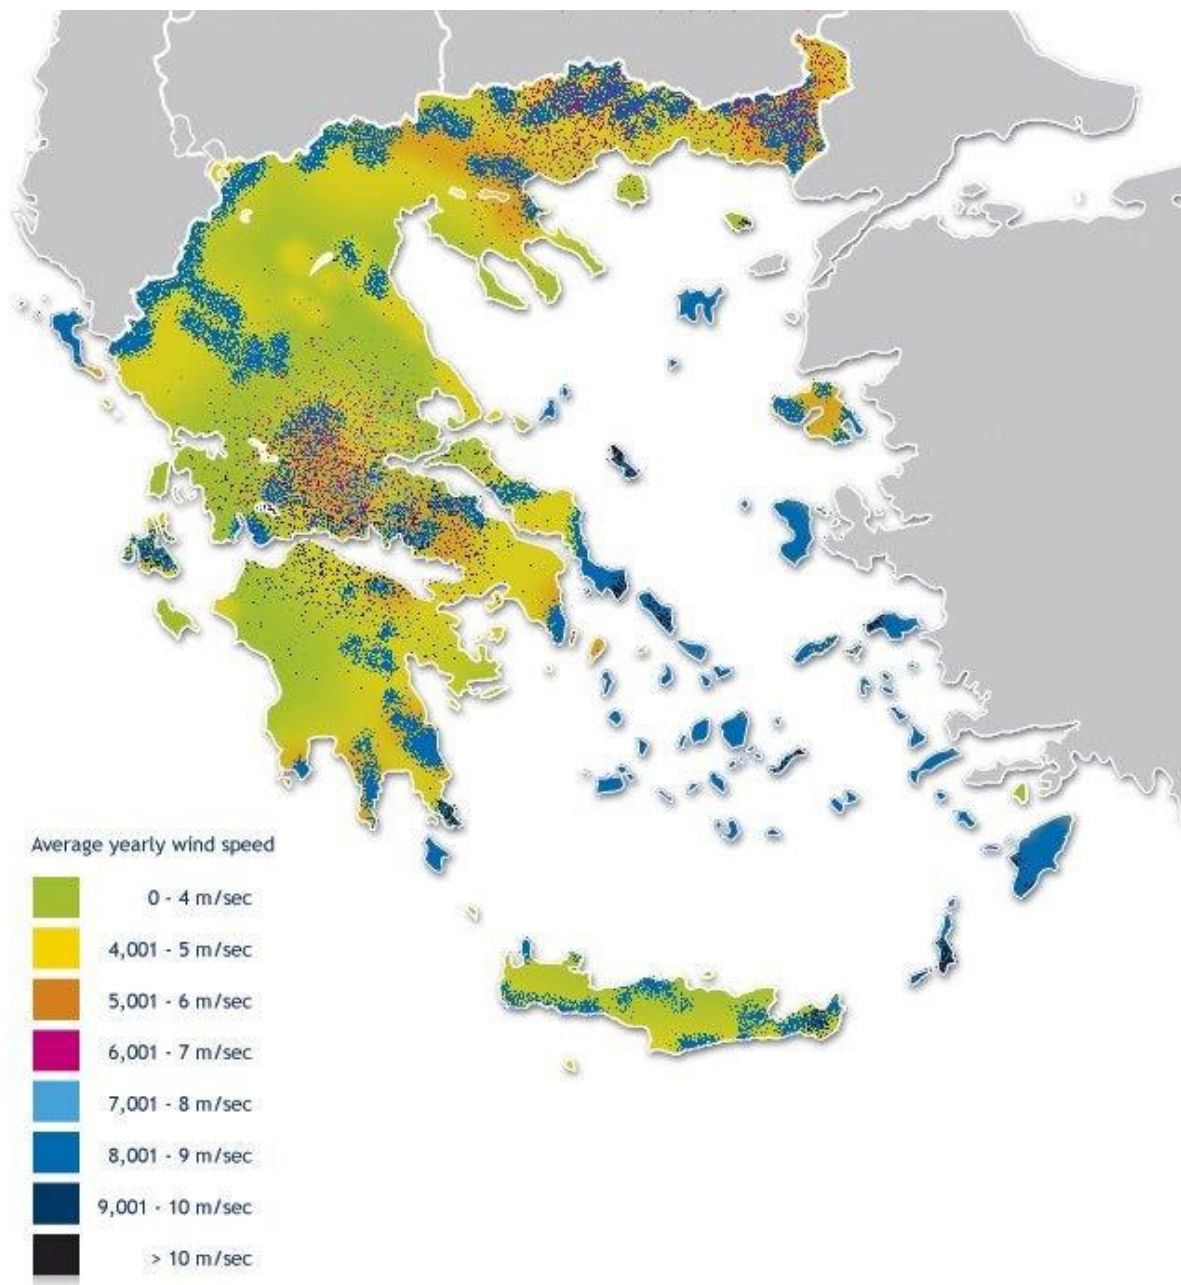 Average yearly wind speed
0 - 4 m/sec
4,001 - 5 m/sec
5,001 - 6 m/sec
6,001 - 7 m/sec
7,001 - 8 m/sec
8,001 - 9 m/sec
9,001 - 10 m/sec
> 10 m/sec